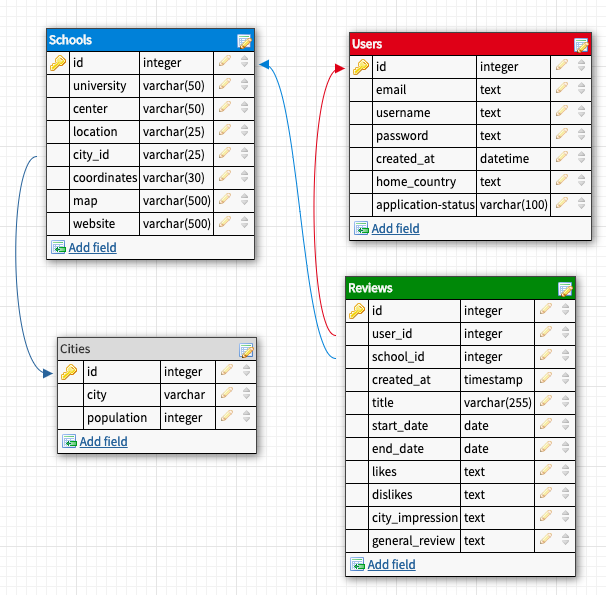 Schools
id integer
university varchar(50)
center varchar(50)
location varchar(25)
city_id varchar(25)
coordinates varchar(30)
map varchar(500)
website varchar(500)
Add field
Users
id integer
email text
username text
password text
created_at datetime
home_country text
application-status varchar(100)
Add field
Cities
id integer
city varchar
population integer
Add field
Reviews
id integer
user_id integer
school_id integer
created_at timestamp
title varchar(255)
start_date date
end_date date
likes text
dislikes text
city_impression text
general_review text
Add field